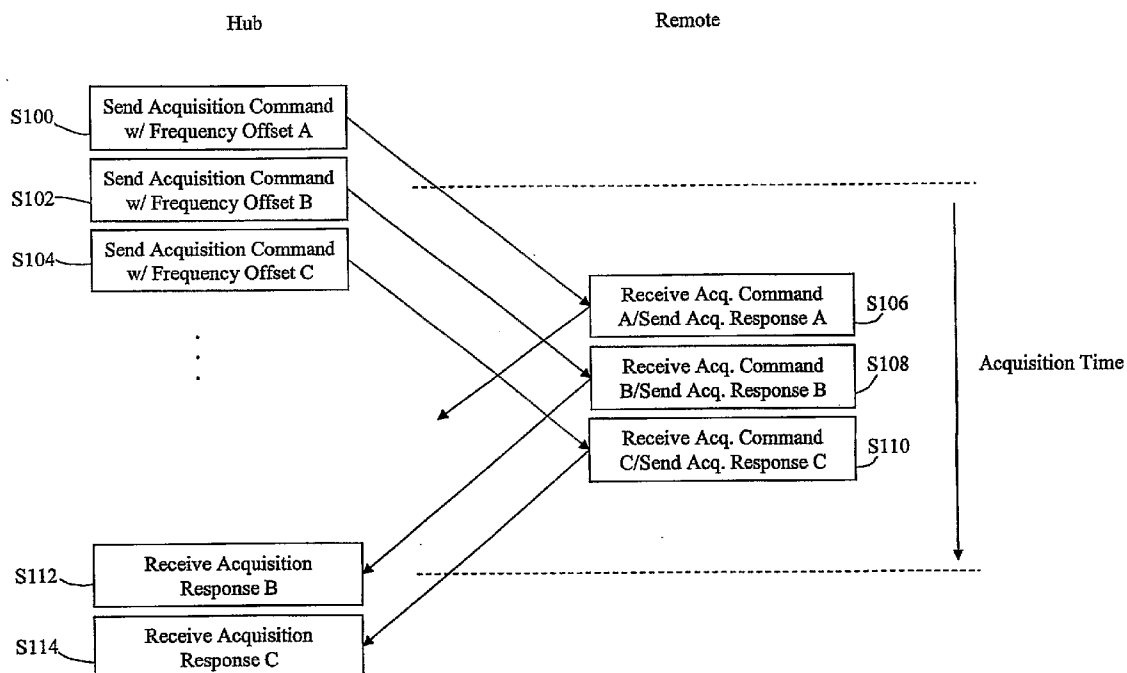 Hub
Remote
S100
Send Acquisition Command
w/ Frequency Offset A
S102
Send Acquisition Command
w/ Frequency Offset B
S104
Send Acquisition Command
w/ Frequency Offset C
Receive Acq. Command
A/Send Acq. Response A
S106
Receive Acq. Command
B/Send Acq. Response B
S108
Acquisition Time
Receive Acq. Command
C/Send Acq. Response C
S110
S112
Receive Acquisition
Response B
S114
Receive Acquisition
Response C